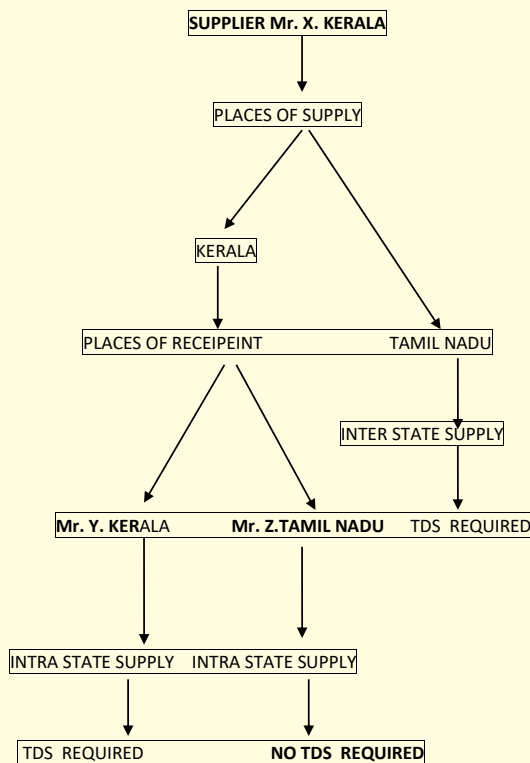 SUPPLIER Mr. X. KERALA
PLACES OF SUPPLY
KERALA
PLACES OF RECEIPEINT TAMIL NADU
INTER STATE SUPPLY
Mr. Y. KERALA Mr. Z.TAMIL NADU TDS REQUIRED
INTRA STATE SUPPLY INTRA STATE SUPPLY
TDS REQUIRED NO TDS REQUIRED